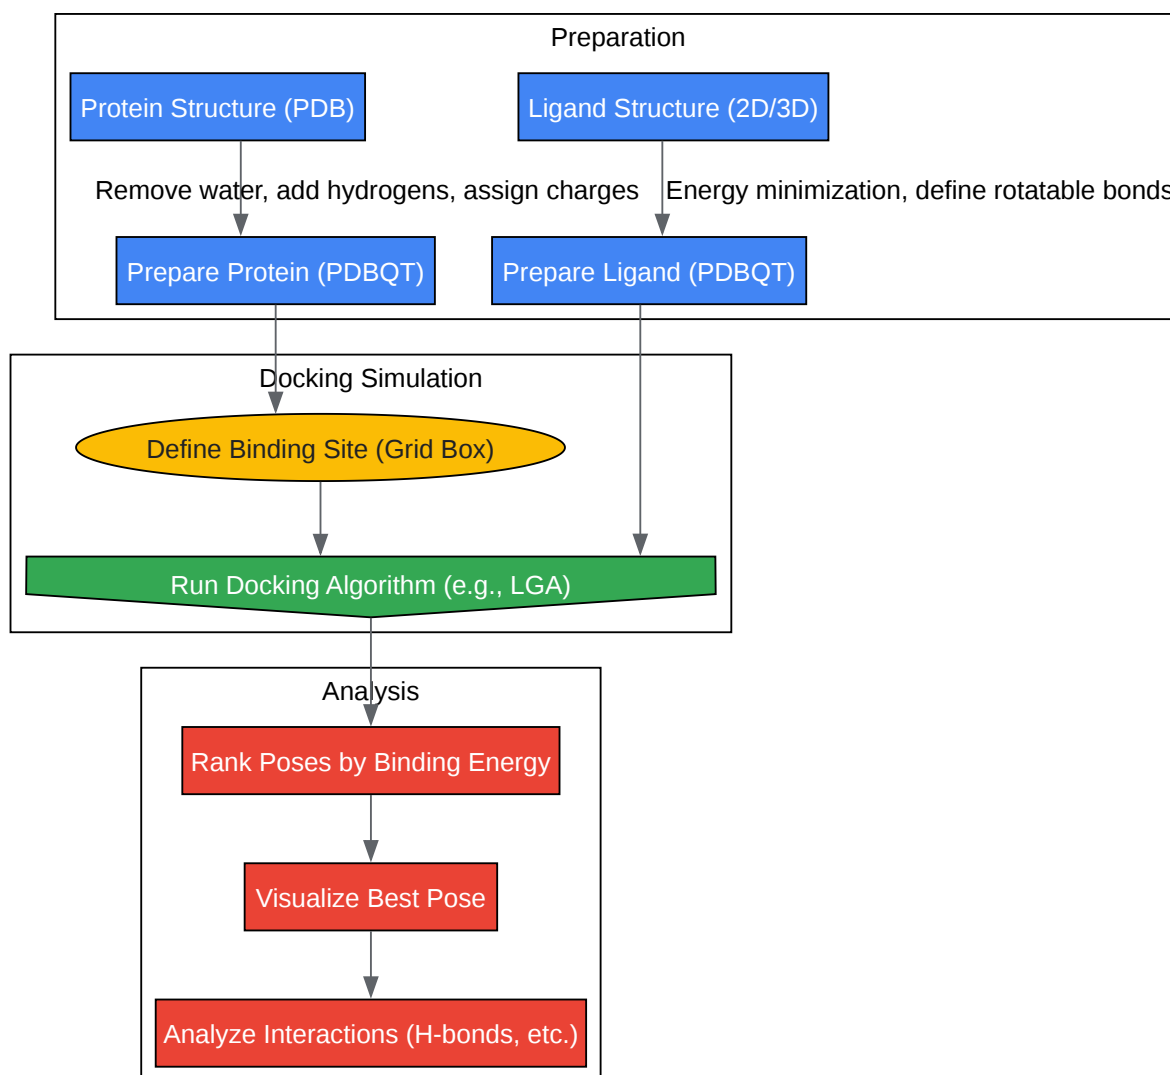 Preparation
Protein Structure (PDB)
Ligand Structure (2D/3D)
Remove water, add hydrogens, assign charges
Energy minimization, define rotatable bonds
Prepare Protein (PDBQT)
Prepare Ligand (PDBQT)
Docking Simulation
Define Binding Site (Grid Box)
Run Docking Algorithm (e.g., LGA)
Analysis
Rank Poses by Binding Energy
Visualize Best Pose
Analyze Interactions (H-bonds, etc.)